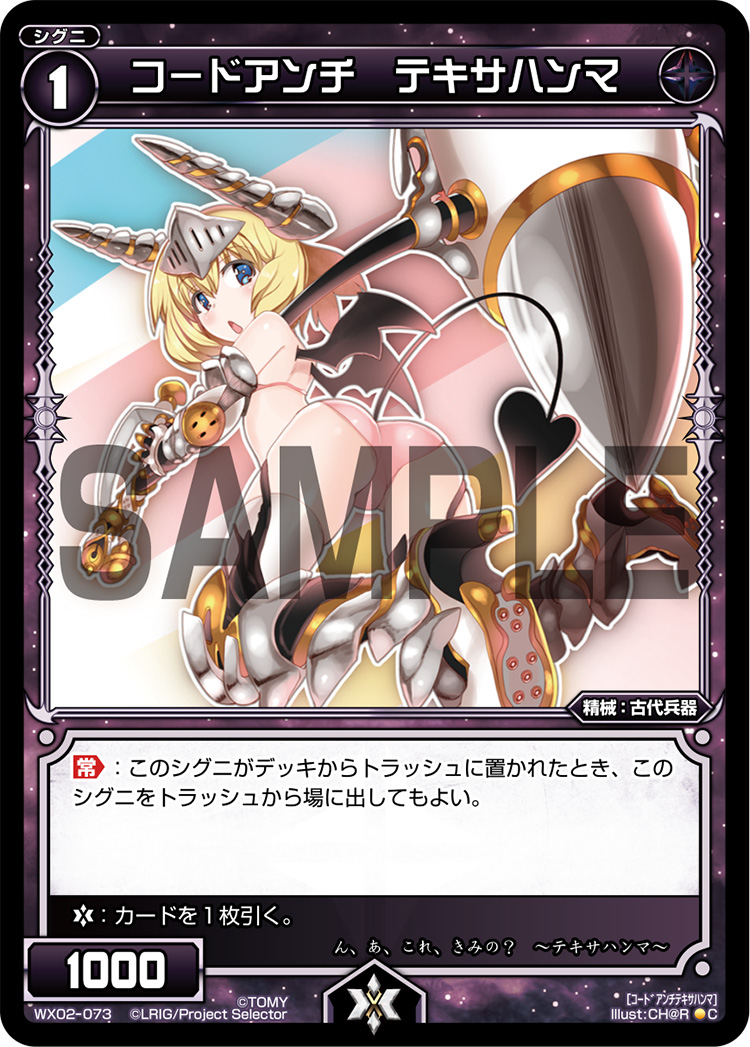 シグニ
1
コードアンチ テキサハンマ
SAMPLE
精械：古代兵器
常：このシグニがデッキからトラッシュに置かれたとき、この
シグニをトラッシュから場に出してもよい。
：カードを１枚引く。
ん、あ、これ、きみの？ ～テキサハンマ～
1000
©TOMY
[コードアンチテキサハンマ]
WX02-073 ©LRIG/Project Selector
Illust:CH@R C